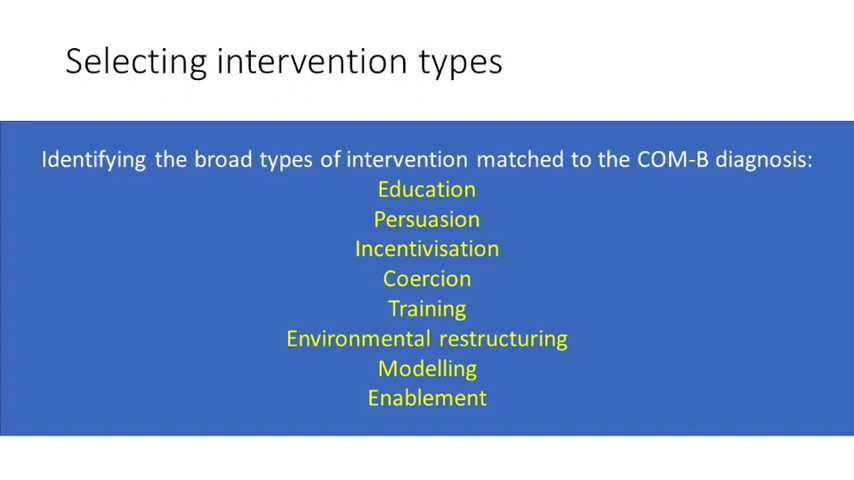 Selecting intervention types
Identifying the broad types of intervention matched to the COM-B diagnosis:
Education
Persuasion
Incentivisation
Coercion
Training
Environmental restructuring
Modelling
Enablement